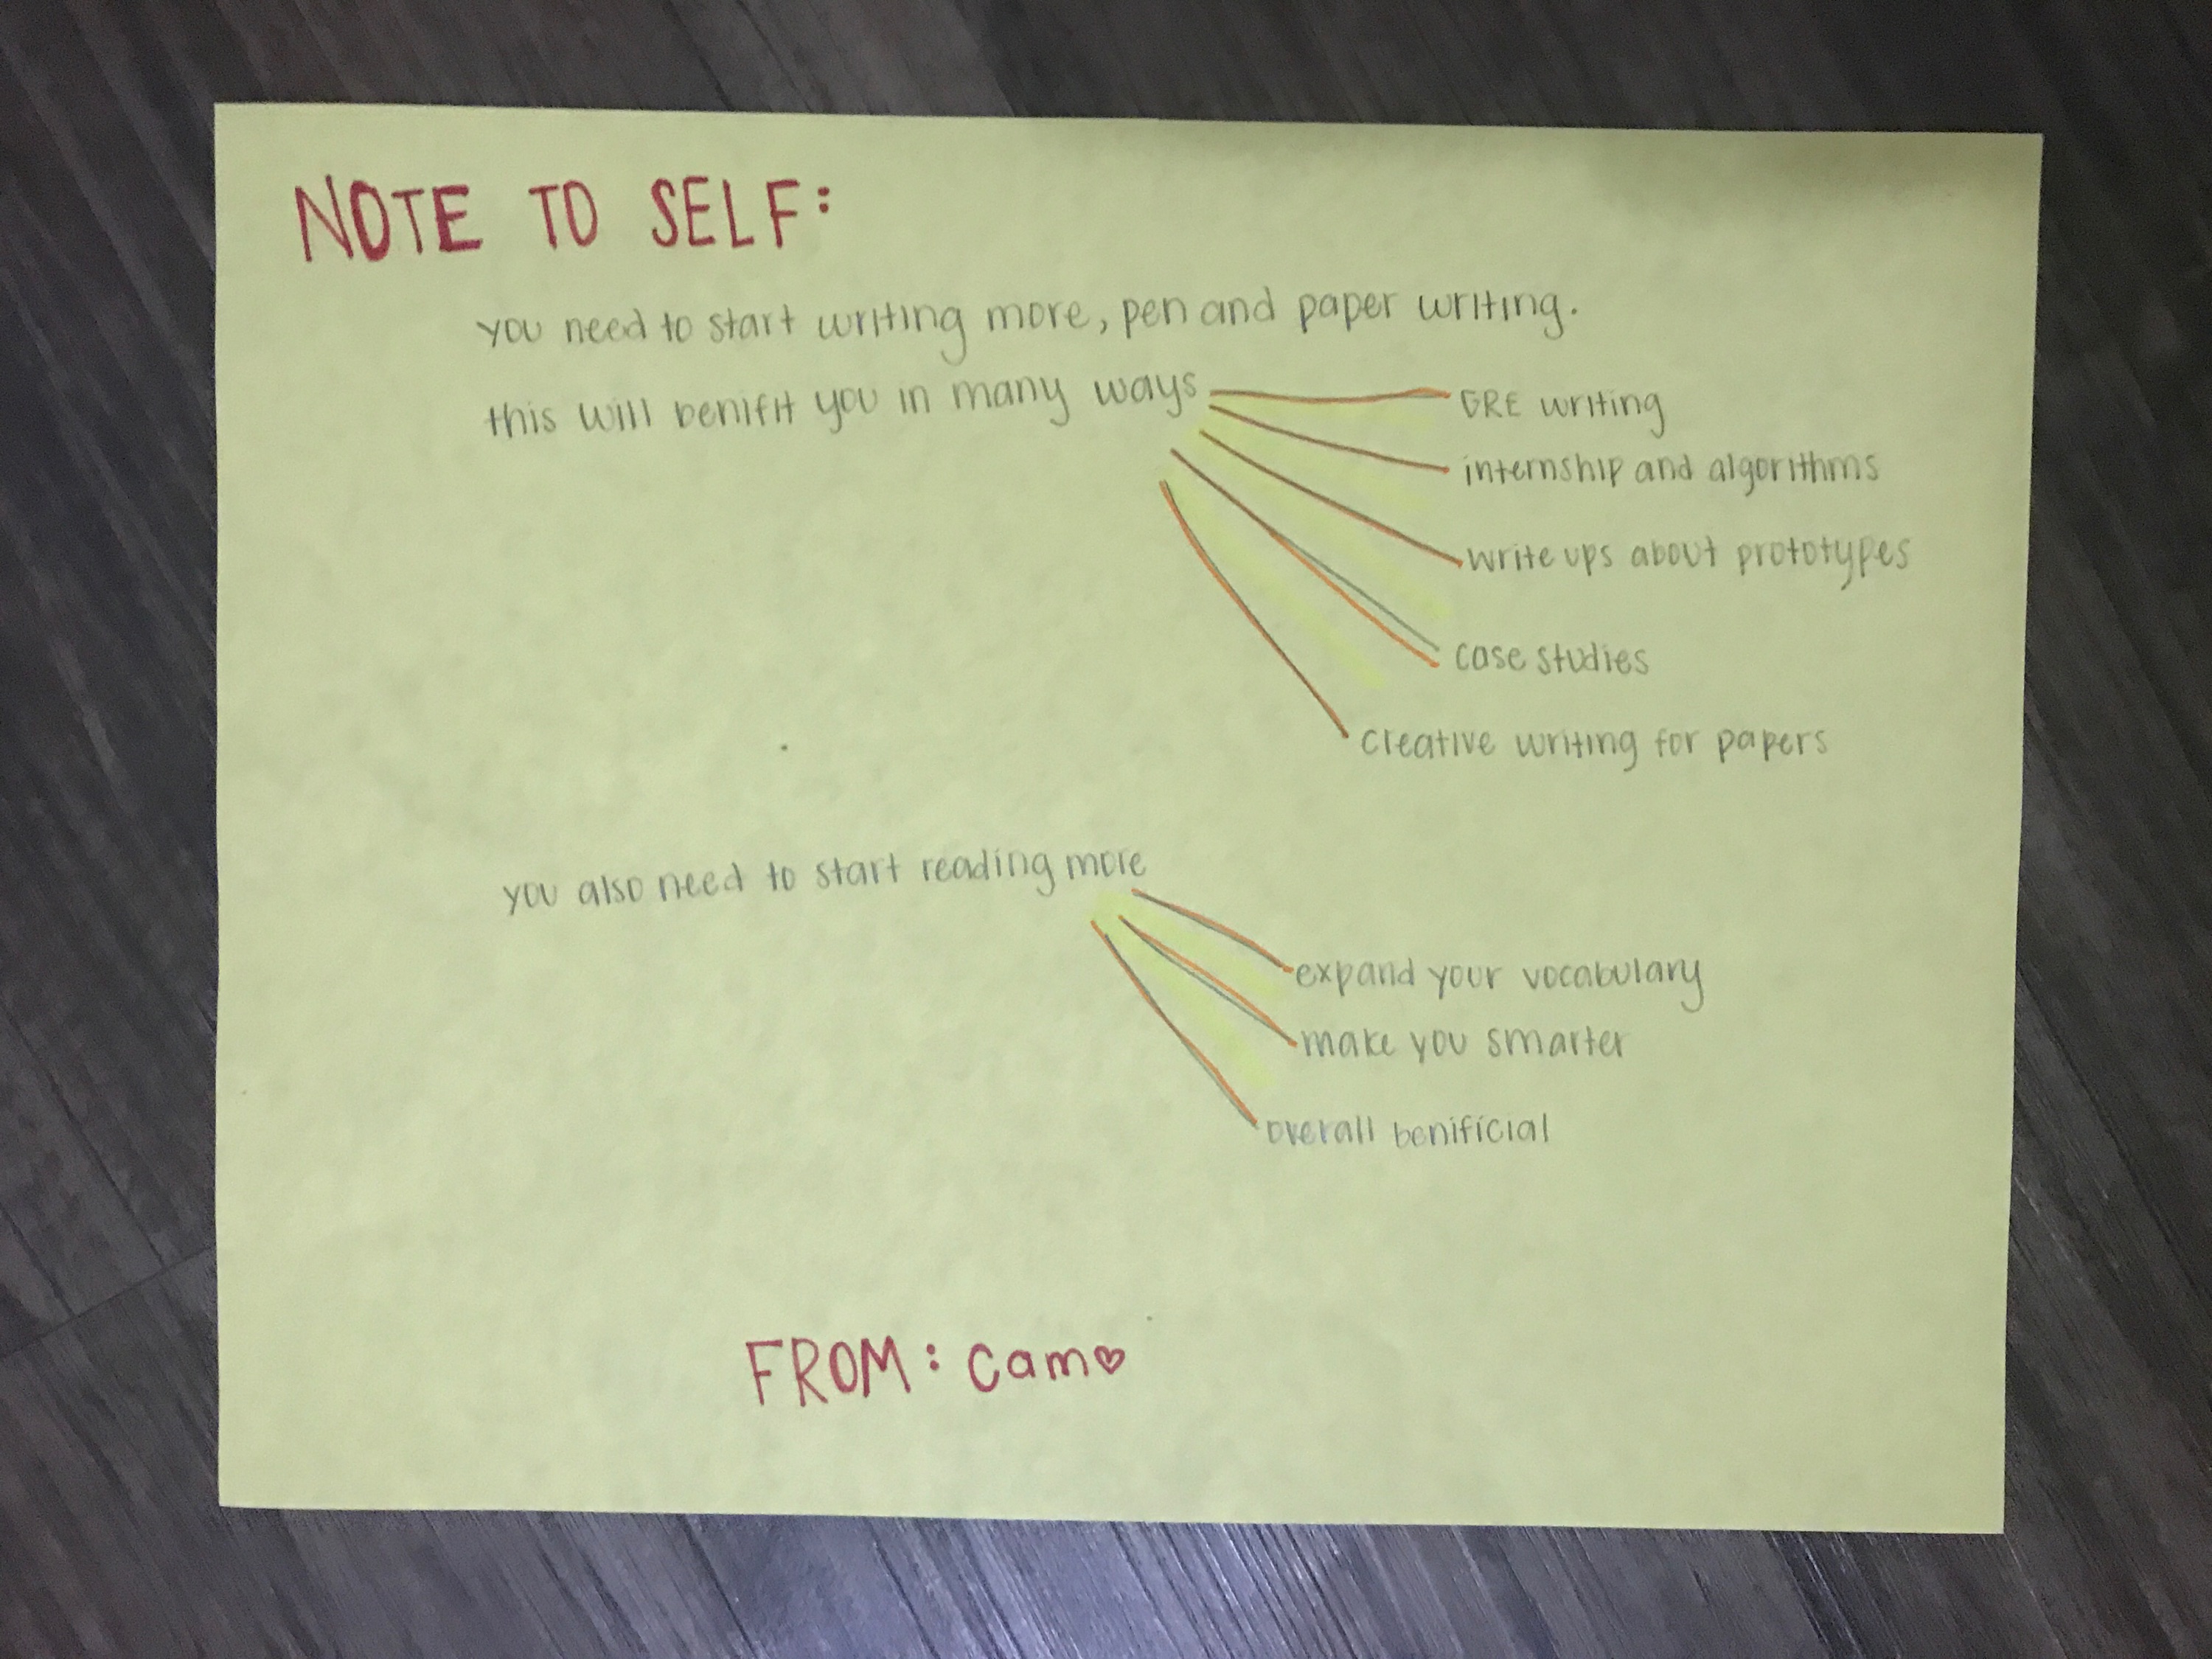 NOTE TO SELF:
you need to start writing more, pen and paper writing.
this will benifit you in many ways
GRE writing
internship and algorithms
write ups about prototypes
case studies
creative writing for papers
you also need to start reading more
expand your vocabulary
make you smarter
overall benificial
FROM: cam♡